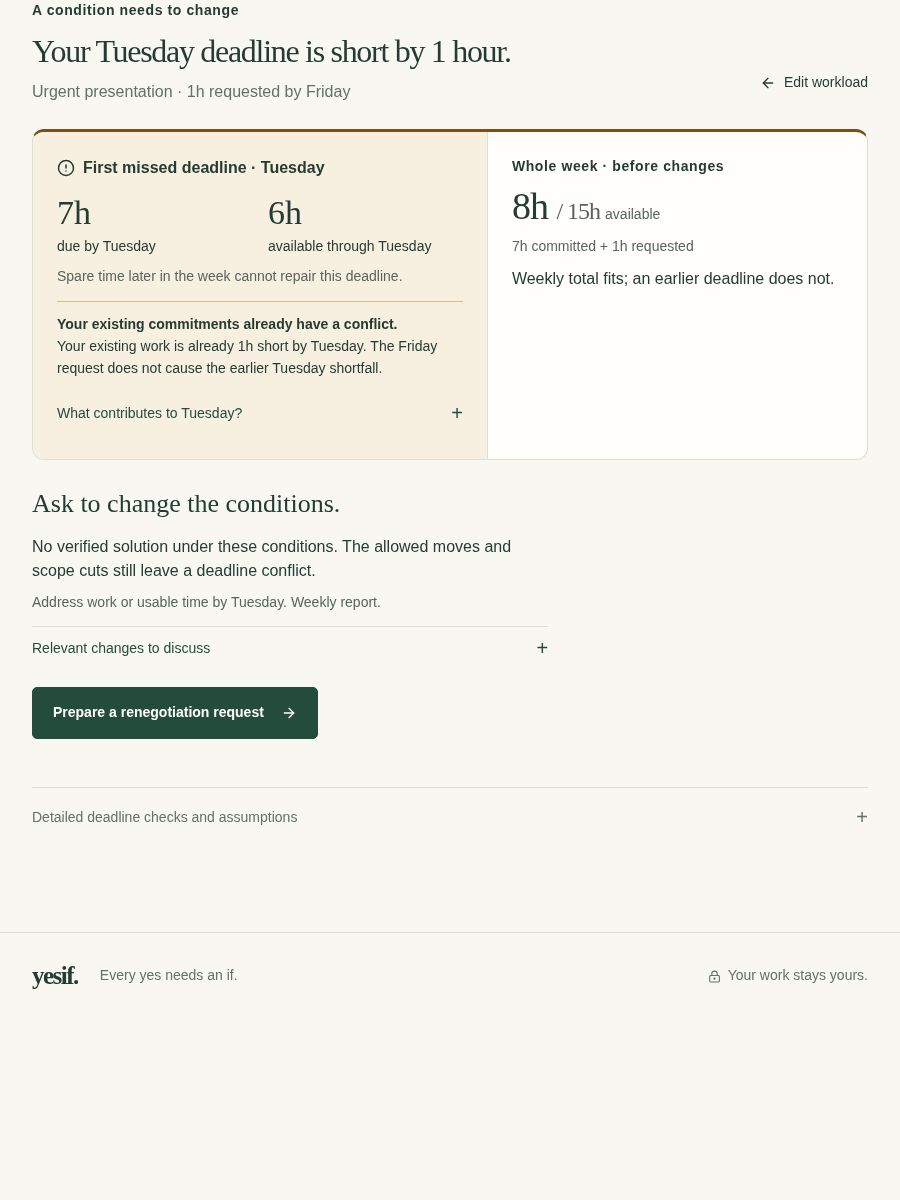 A condition needs to change
Your Tuesday deadline is short by 1 hour.
Urgent presentation · 1h requested by Friday
Edit workload
First missed deadline · Tuesday
7h
due by Tuesday
6h
available through Tuesday
Spare time later in the week cannot repair this deadline.
Your existing commitments already have a conflict.
Your existing work is already 1h short by Tuesday. The Friday
request does not cause the earlier Tuesday shortfall.
What contributes to Tuesday?
Whole week · before changes
8h / 15h available
7h committed + 1h requested
Weekly total fits; an earlier deadline does not.
Ask to change the conditions.
No verified solution under these conditions. The allowed moves and
scope cuts still leave a deadline conflict.
Address work or usable time by Tuesday. Weekly report.
Relevant changes to discuss
Prepare a renegotiation request
Detailed deadline checks and assumptions
yesif.
Every yes needs an if.
Your work stays yours.